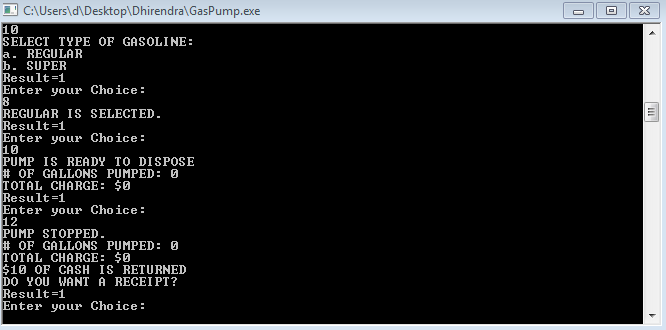 C:\Users\d\Desktop\Dhirendra\GasPump.exe
10
SELECT TYPE OF GASOLINE:
a. REGULAR
b. SUPER
Result=1
Enter your Choice:
8
REGULAR IS SELECTED.
Result=1
Enter your Choice:
10
PUMP IS READY TO DISPOSE
# OF GALLONS PUMPED: 0
TOTAL CHARGE: $0
Result=1
Enter your Choice:
12
PUMP STOPPED.
# OF GALLONS PUMPED: 0
TOTAL CHARGE: $0
$10 OF CASH IS RETURNED
DO YOU WANT A RECEIPT?
Result=1
Enter your Choice: